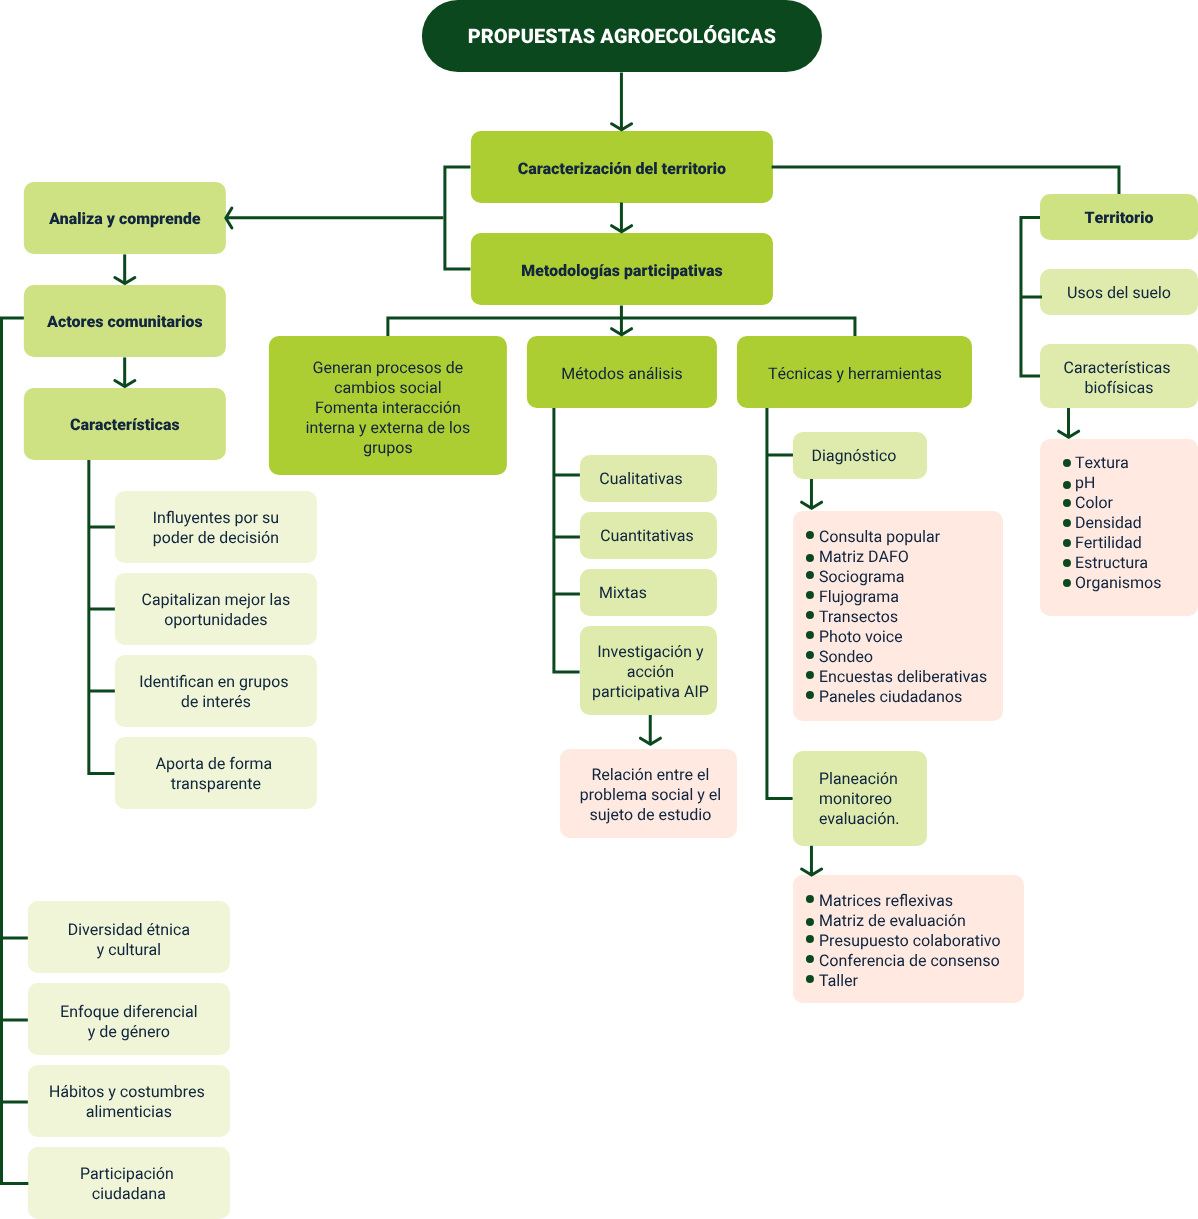 PROPUESTAS AGROECOLÓGICAS
Caracterización del territorio
Metodologías participativas
Analiza y comprende
Actores comunitarios
Características
Influyentes por su
poder de decisión
Capitalizan mejor las
oportunidades
Identifican en grupos
de interés
Aporta de forma
transparente
Diversidad étnica
y cultural
Enfoque diferencial
y de género
Hábitos y costumbres
alimenticias
Participación
ciudadana
Generan procesos de
cambios social
Fomenta interacción
interna y externa de los
grupos
Métodos análisis
Cualitativas
Cuantitativas
Mixtas
Investigación y
acción
participativa AIP
Relación entre el
problema social y el
sujeto de estudio
Técnicas y herramientas
Diagnóstico
Consulta popular
Matriz DAFO
Sociograma
Flujograma
Transectos
Photo voice
Sondeo
Encuestas deliberativas
Paneles ciudadanos
Planeación
monitoreo
evaluación.
Matrices reflexivas
Matriz de evaluación
Presupuesto colaborativo
Conferencia de consenso
Taller
Territorio
Usos del suelo
Características
biofísicas
Textura
pH
Color
Densidad
Fertilidad
Estructura
Organismos